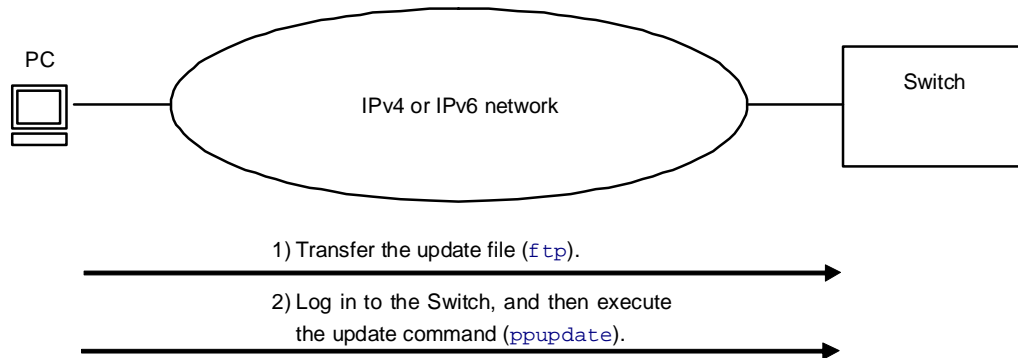 PC
IPv4 or IPv6 network
Switch
1) Transfer the update file (ftp).
2) Log in to the Switch, and then execute
the update command (ppupdate).